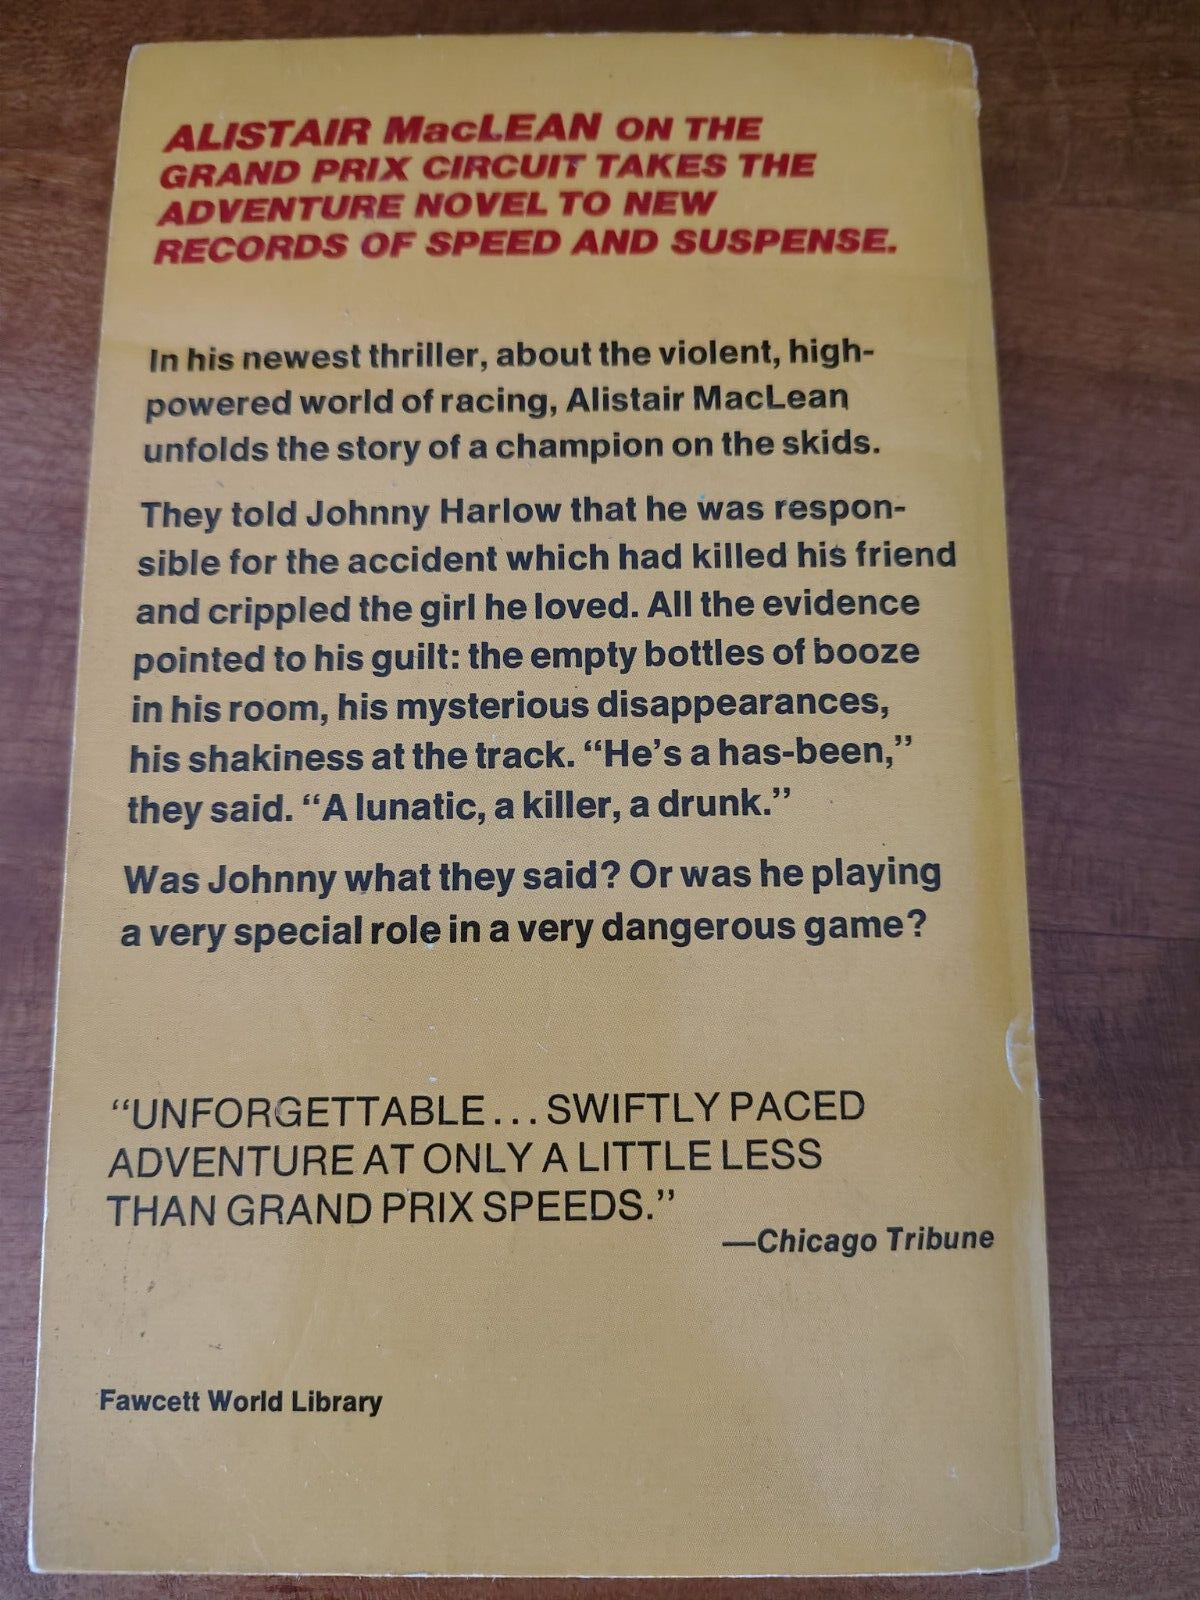 ALISTAIR MacLEAN ON THE
GRAND PRIX CIRCUIT TAKES THE
ADVENTURE NOVEL TO NEW
RECORDS OF SPEED AND SUSPENSE.
In his newest thriller, about the violent, high-
powered world of racing, Alistair MacLean
unfolds the story of a champion on the skids.
They told Johnny Harlow that he was respon-
sible for the accident which had killed his friend
and crippled the girl he loved. All the evidence
pointed to his guilt: the empty bottles of booze
in his room, his mysterious disappearances,
his shakiness at the track. “He’s a has-been,”
they said. “A lunatic, a killer, a drunk.”
Was Johnny what they said? Or was he playing
a very special role in a very dangerous game?
“UNFORGETTABLE... SWIFTLY PACED
ADVENTURE AT ONLY A LITTLE LESS
THAN GRAND PRIX SPEEDS.”
—Chicago Tribune
Fawcett World Library